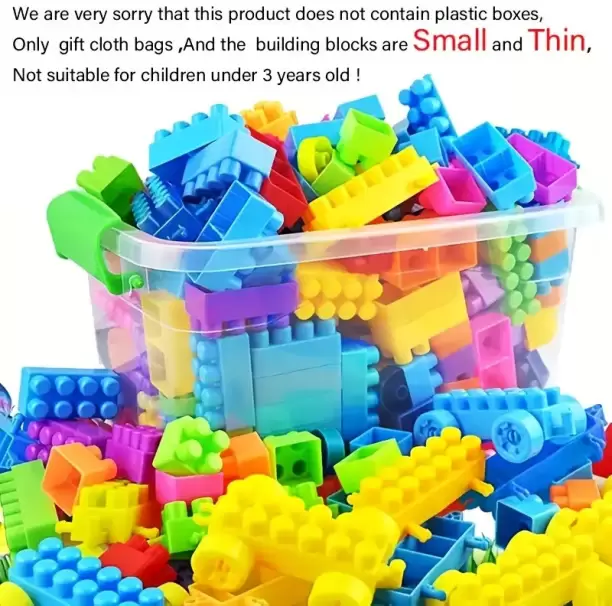 We are very sorry that this product does not contain plastic boxes,
Only gift cloth bags ,And the building blocks are Small and Thin,
Not suitable for children under 3 years old !